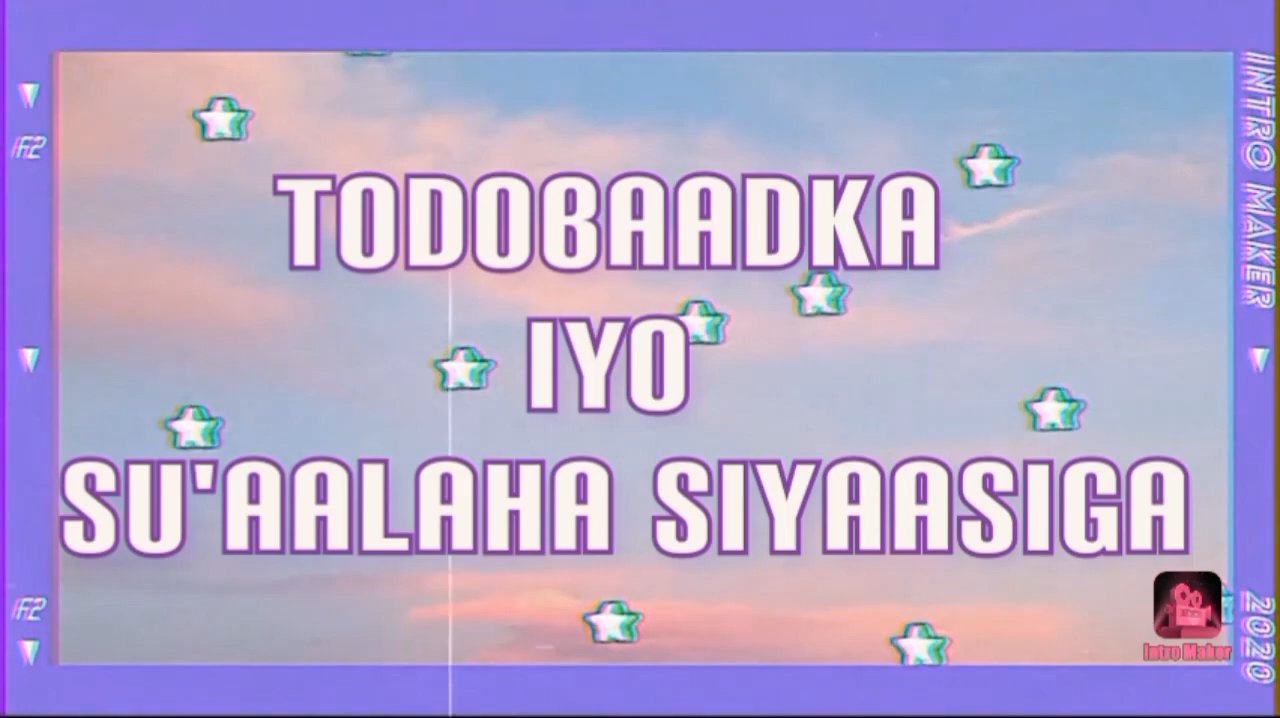 TODOBAADKA
IYO
SU'AALAHA SIYAASIGA
INTRO MAKER
2020
Intro Maker